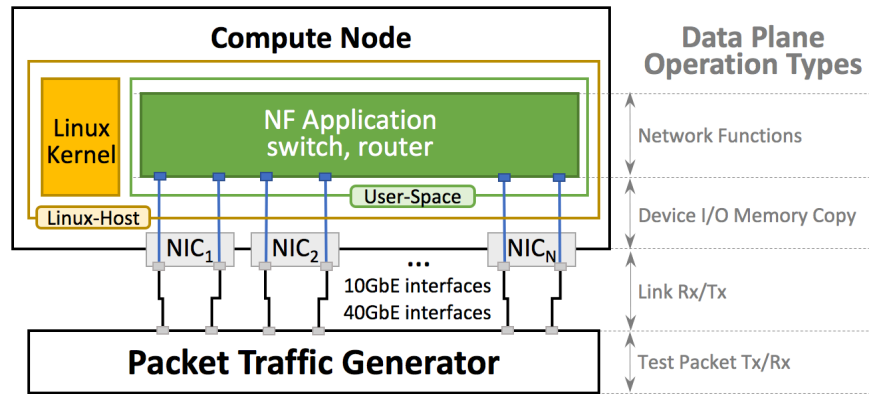 Compute Node
Data Plane
Operation Types
Linux
Kernel
NF Application
switch, router
Network Functions
User-Space
Linux-Host
Device I/O Memory Copy
NIC1
NIC2
...
NICN
10GbE interfaces
40GbE interfaces
Link Rx/Tx
Packet Traffic Generator
Test Packet Tx/Rx